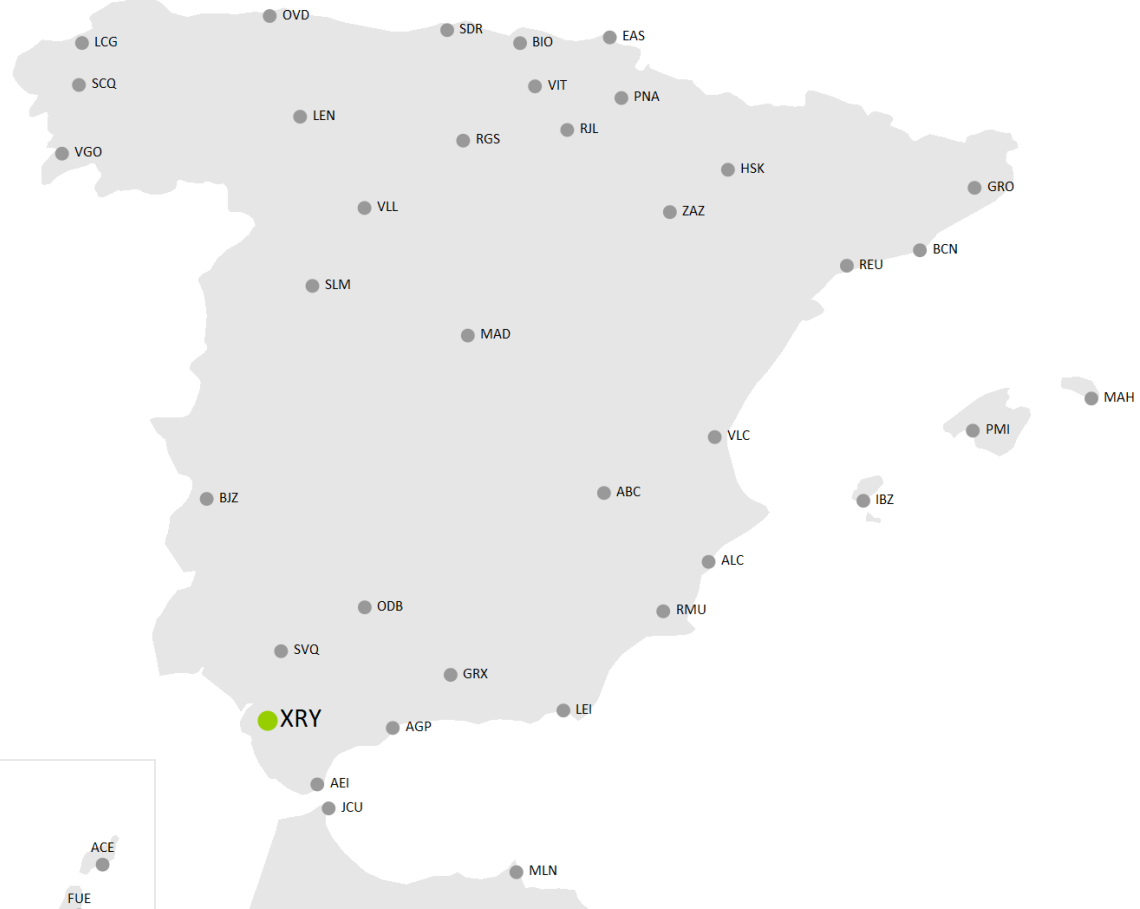 OVD
SDR
EAS
LCG
BIO
SCQ
VIT
PNA
LEN
RJL
RGS
VGO
HSK
GRO
VLL
ZAZ
BCN
REU
SLM
MAD
MAH
PMI
VLC
ABC
BJZ
IBZ
ALC
ODB
RMU
SVQ
GRX
LEI
XRY
AGP
AEI
JCU
ACE
MLN
FUE